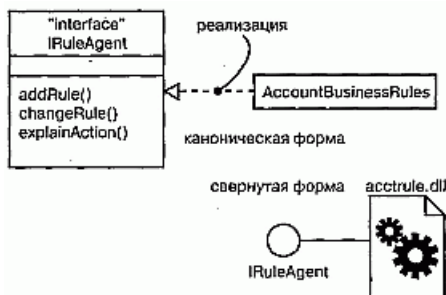 "interface"
IRuleAgent
реализация
addRule()
changeRule()
explainAction()
AccountBusinessRules
каноническая форма
свернутая форма
acctrule.dll
IRuleAgent